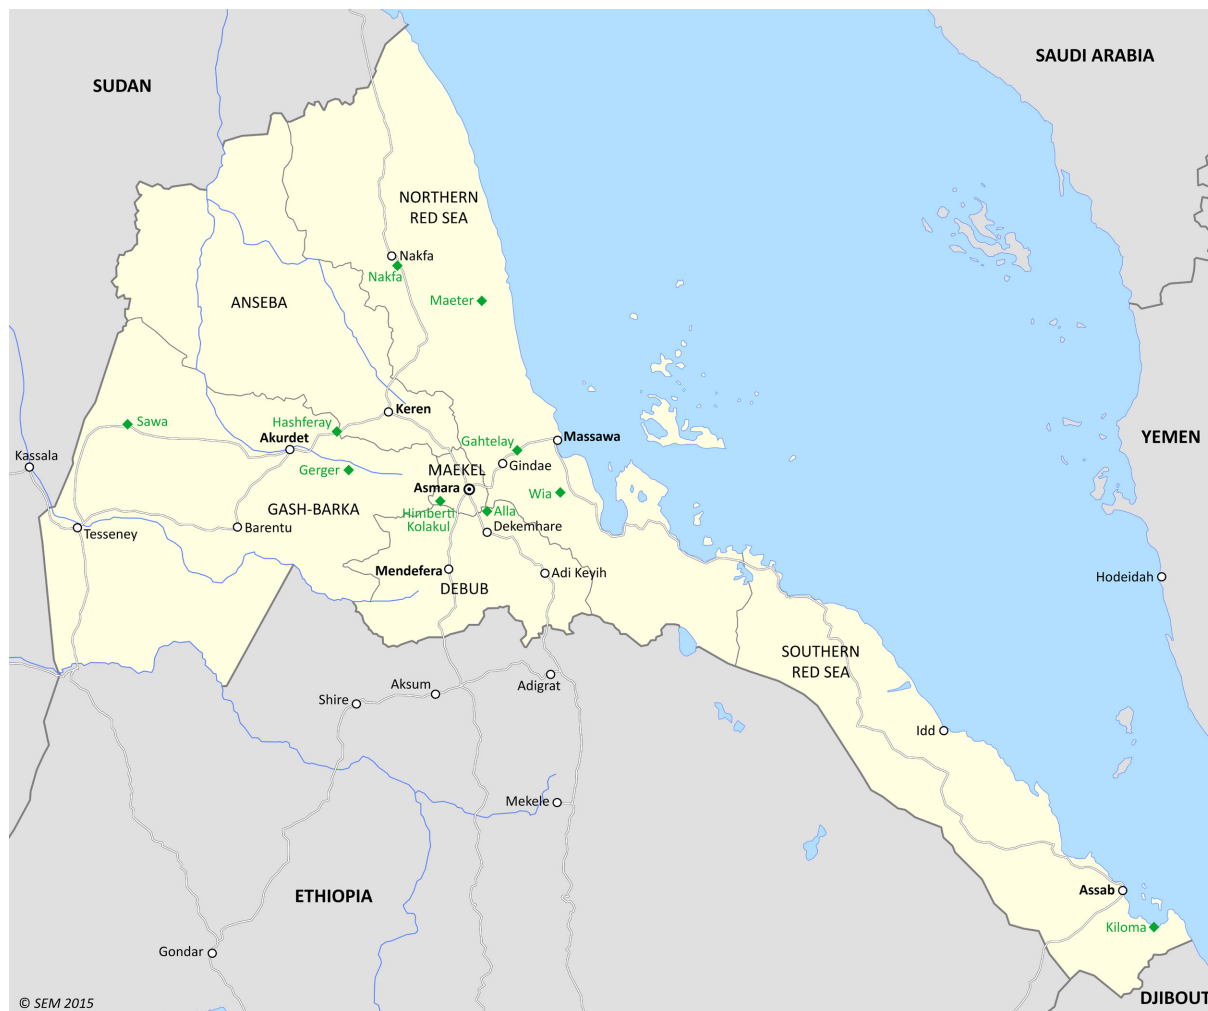 SAUDI ARABIA
SUDAN
NORTHERN
RED SEA
Nakfa
Nakfa
Maeter
ANSEBA
Keren
Sawa
Hashferay
Akurdet
Massawa
YEMEN
Gahtelay
Kassala
Gerger
MAEKEL
Gindae
Asmara
Wia
GASH-BARKA
Himberti
Kolakul
Alla
Dekemhare
Tesseney
Barentu
Mendefera
Adi Keyih
Hodeidah
DEBUB
SOUTHERN
RED SEA
Aksum
Adigrat
Shire
Idd
Mekele
Assab
ETHIOPIA
Kiloma
Gondar
DJIBOUT
© SEM 2015